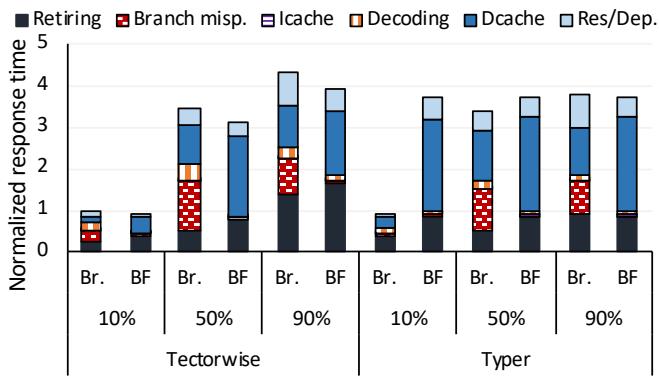 Retiring Branch misp. Icache Decoding Dcache Res/Dep.
Normalized response time
5
4
3
2
1
0
Br. BF Br. BF Br. BF Br. BF Br. BF Br. BF
10% 50% 90% 10% 50% 90%
Tectorwise Typer